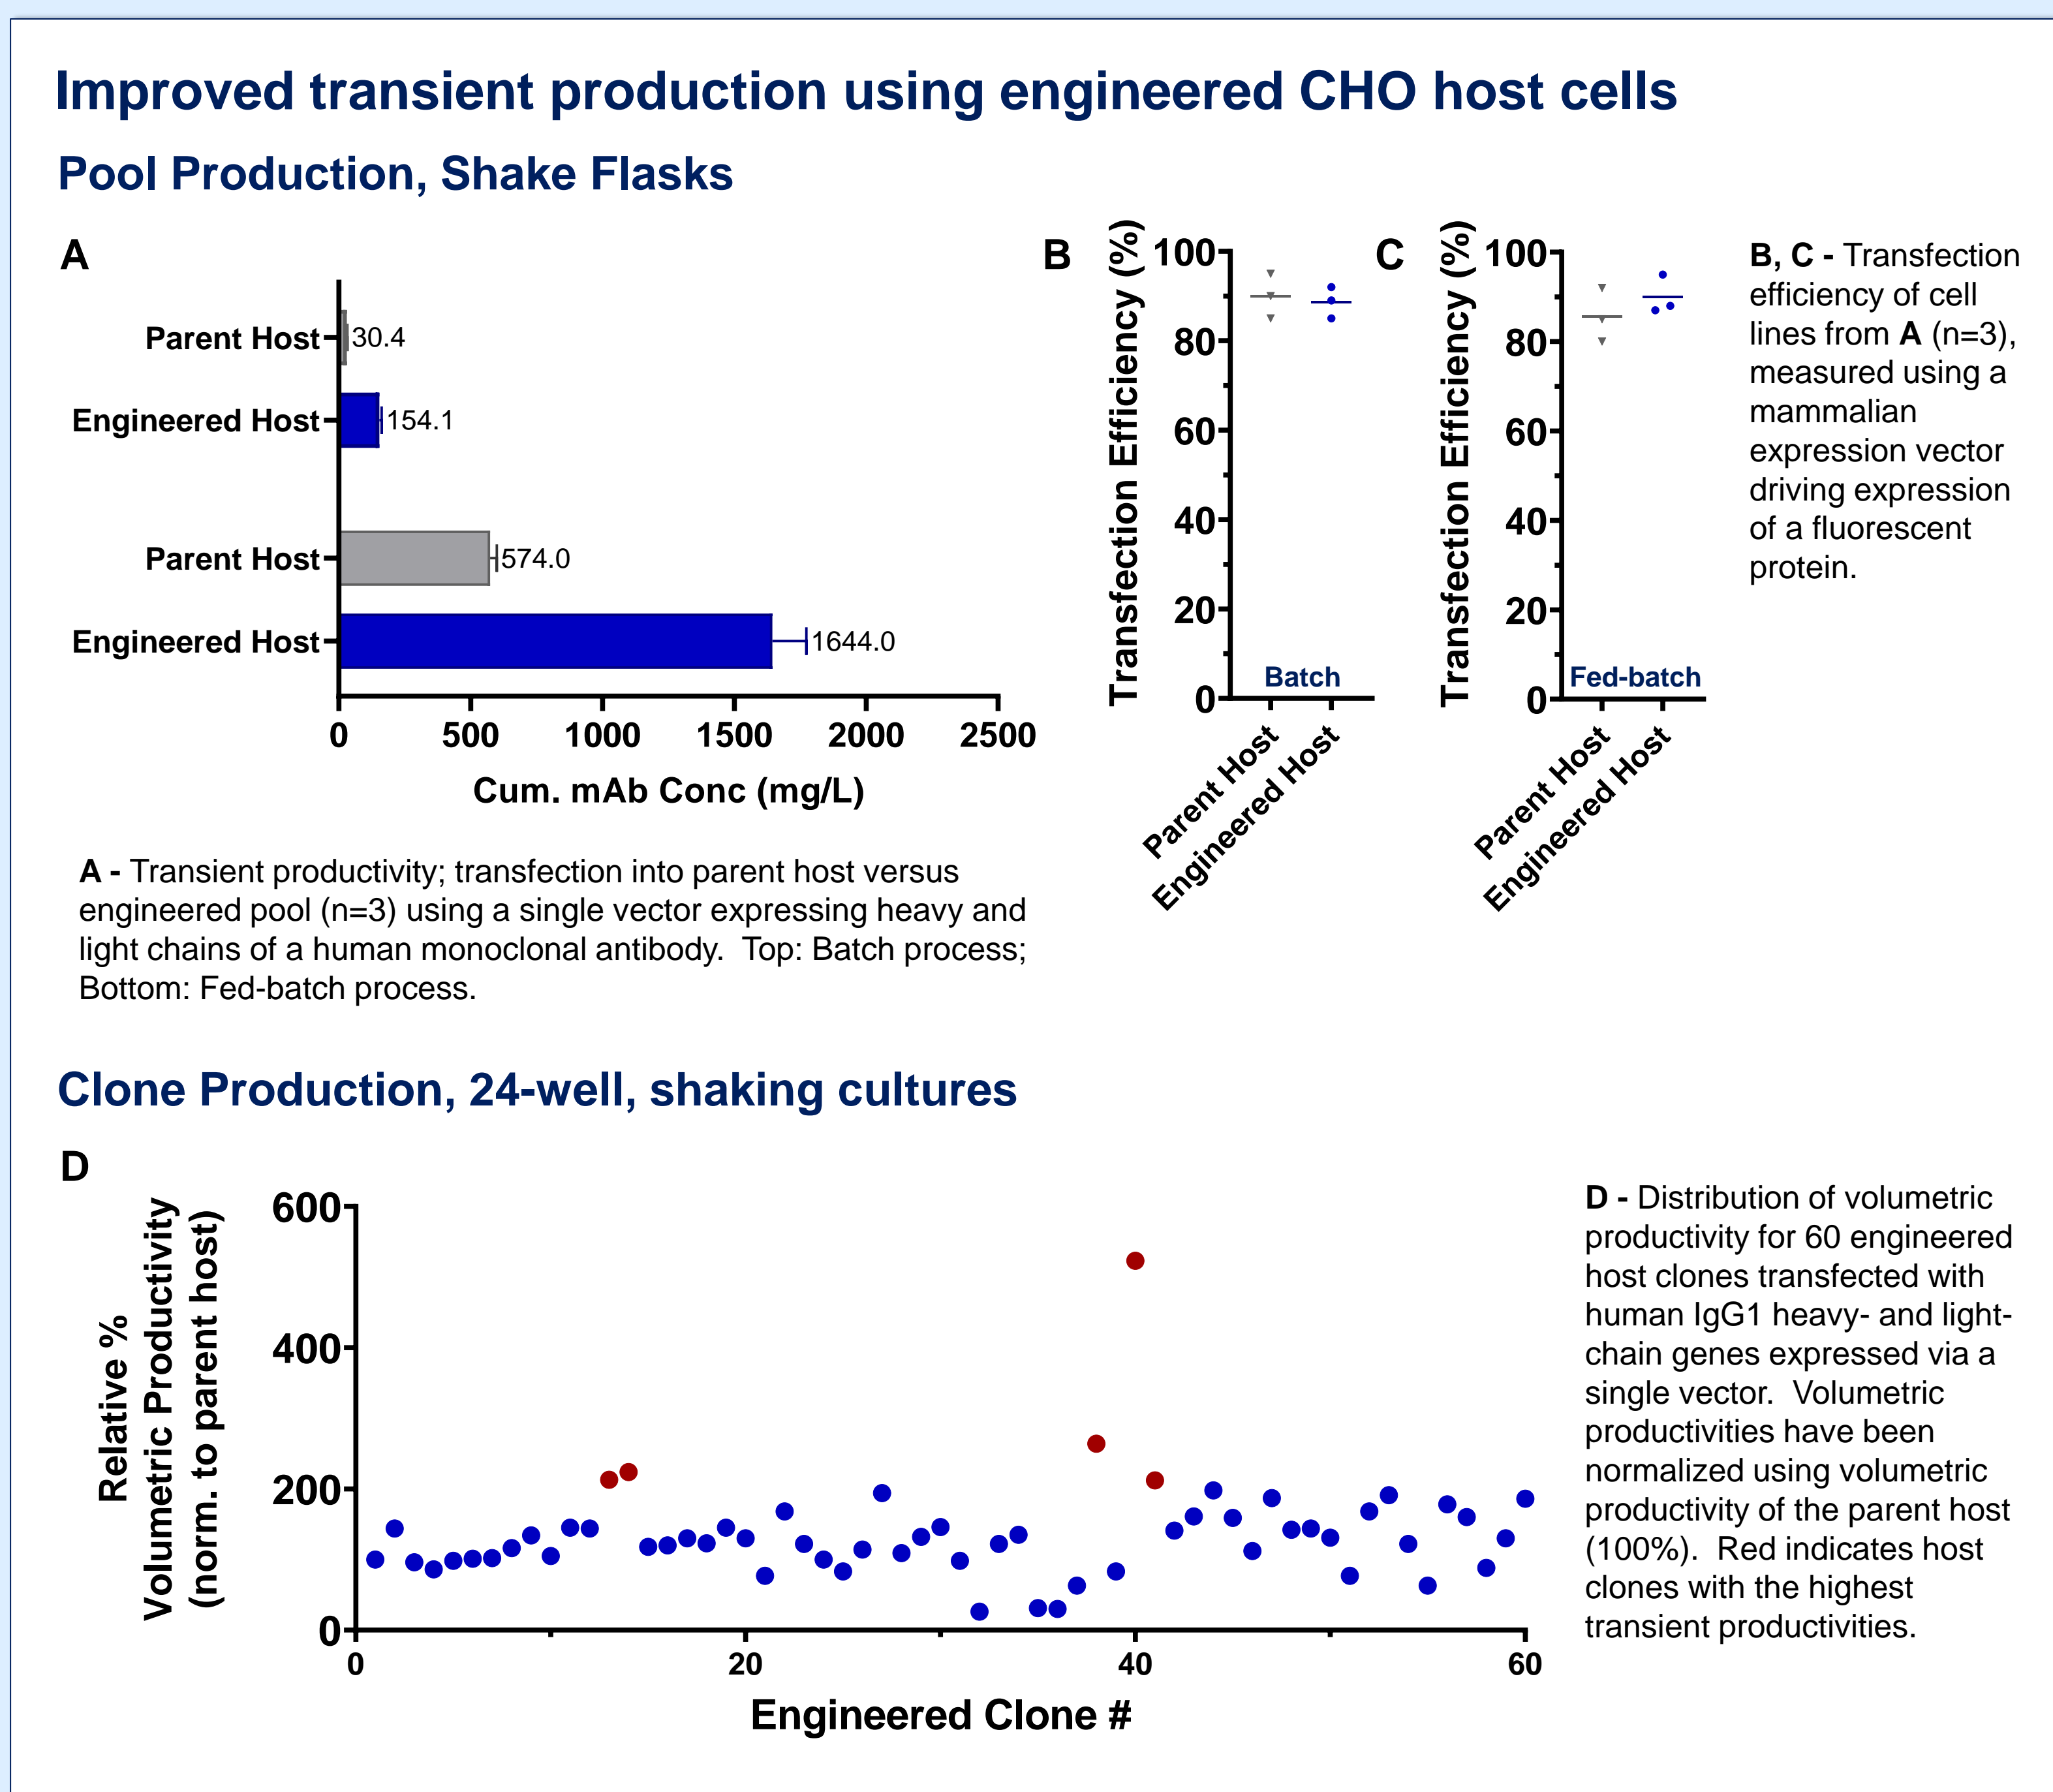 Improved transient production using engineered CHO host cells
Pool Production, Shake Flasks
A
Parent Host
30.4
Engineered Host
154.1
Parent Host
574.0
Engineered Host
1644.0
0 500 1000 1500 2000 2500
Cum. mAb Conc (mg/L)
A - Transient productivity; transfection into parent host versus
engineered pool (n=3) using a single vector expressing heavy and
light chains of a human monoclonal antibody.  Top: Batch process;
Bottom: Fed-batch process.
B
Transfection Efficiency (%)
100
80
60
40
20
0
Batch
Parent Host
Engineered Host
C
Transfection Efficiency (%)
100
80
60
40
20
0
Fed-batch
Parent Host
Engineered Host
B, C - Transfection
efficiency of cell
lines from A (n=3),
measured using a
mammalian
expression vector
driving expression
of a fluorescent
protein.
Clone Production, 24-well, shaking cultures
D
Relative %
Volumetric Productivity
(norm. to parent host)
600
400
200
0
0 20 40 60
Engineered Clone #
D - Distribution of volumetric
productivity for 60 engineered
host clones transfected with
human IgG1 heavy- and light-
chain genes expressed via a
single vector.  Volumetric
productivities have been
normalized using volumetric
productivity of the parent host
(100%).  Red indicates host
clones with the highest
transient productivities.